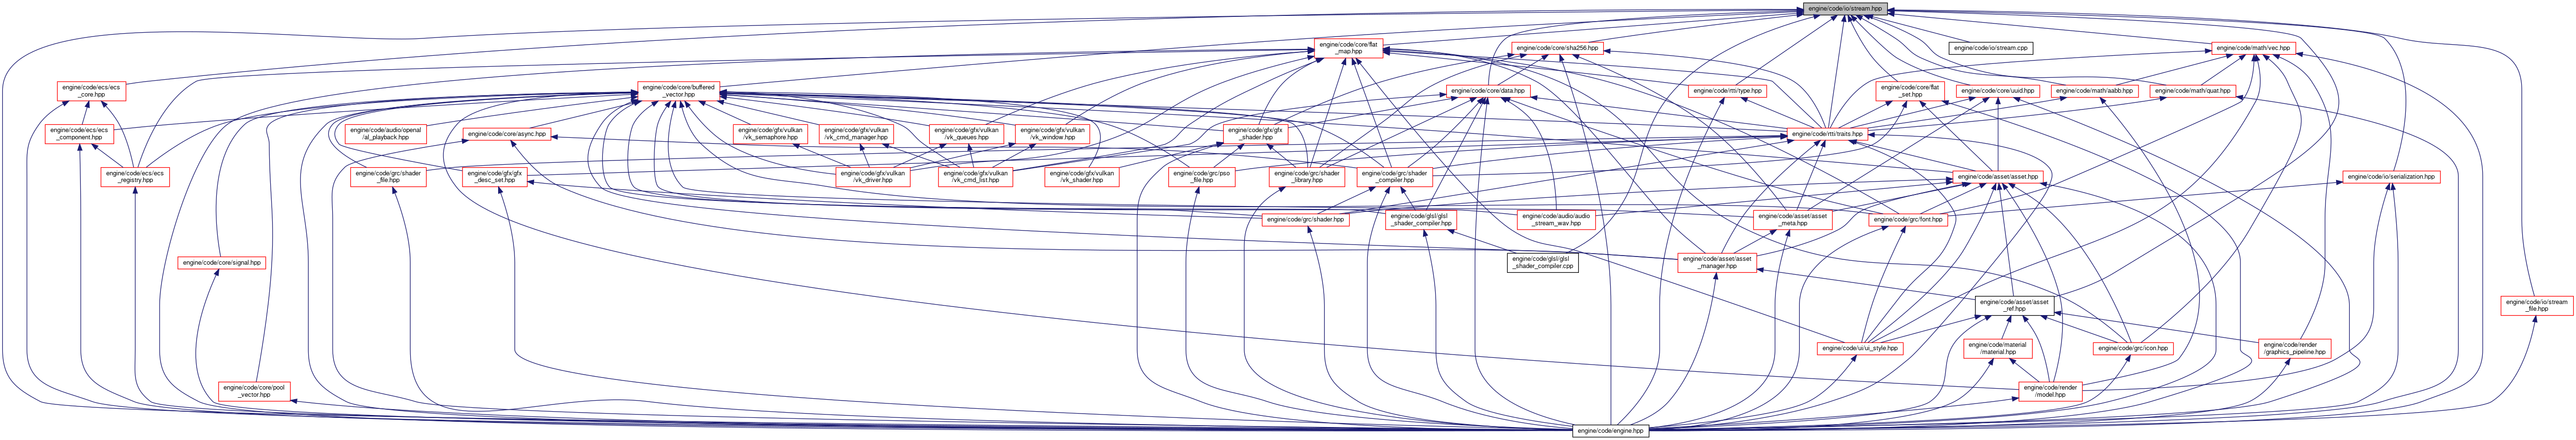 engine/code/io/stream.hpp
engine/code/core/flat
_map.hpp
engine/code/core/sha256.hpp
engine/code/io/stream.cpp
engine/code/math/vec.hpp
engine/code/ecs/ecs
_core.hpp
engine/code/core/buffered
_vector.hpp
engine/code/core/data.hpp
engine/code/rtti/type.hpp
engine/code/core/flat
_set.hpp
engine/code/core/uuid.hpp
engine/code/math/aabb.hpp
engine/code/math/quat.hpp
engine/code/ecs/ecs
_component.hpp
engine/code/audio/openal
/al_playback.hpp
engine/code/core/async.hpp
engine/code/gfx/vulkan
/vk_semaphore.hpp
engine/code/gfx/vulkan
/vk_cmd_manager.hpp
engine/code/gfx/vulkan
/vk_queues.hpp
engine/code/gfx/vulkan
/vk_window.hpp
engine/code/gfx/gfx
_shader.hpp
engine/code/rtti/traits.hpp
engine/code/ecs/ecs
_registry.hpp
engine/code/grc/shader
_file.hpp
engine/code/gfx/gfx
_desc_set.hpp
engine/code/gfx/vulkan
/vk_driver.hpp
engine/code/gfx/vulkan
/vk_cmd_list.hpp
engine/code/gfx/vulkan
/vk_shader.hpp
engine/code/grc/pso
_file.hpp
engine/code/grc/shader
_library.hpp
engine/code/grc/shader
_compiler.hpp
engine/code/asset/asset.hpp
engine/code/io/serialization.hpp
engine/code/grc/shader.hpp
engine/code/glsl/glsl
_shader_compiler.hpp
engine/code/audio/audio
_stream_wav.hpp
engine/code/asset/asset
_meta.hpp
engine/code/grc/font.hpp
engine/code/core/signal.hpp
engine/code/glsl/glsl
_shader_compiler.cpp
engine/code/asset/asset
_manager.hpp
engine/code/asset/asset
_ref.hpp
engine/code/io/stream
_file.hpp
engine/code/ui/ui_style.hpp
engine/code/material
/material.hpp
engine/code/grc/icon.hpp
engine/code/render
/graphics_pipeline.hpp
engine/code/core/pool
_vector.hpp
engine/code/render
/model.hpp
engine/code/engine.hpp